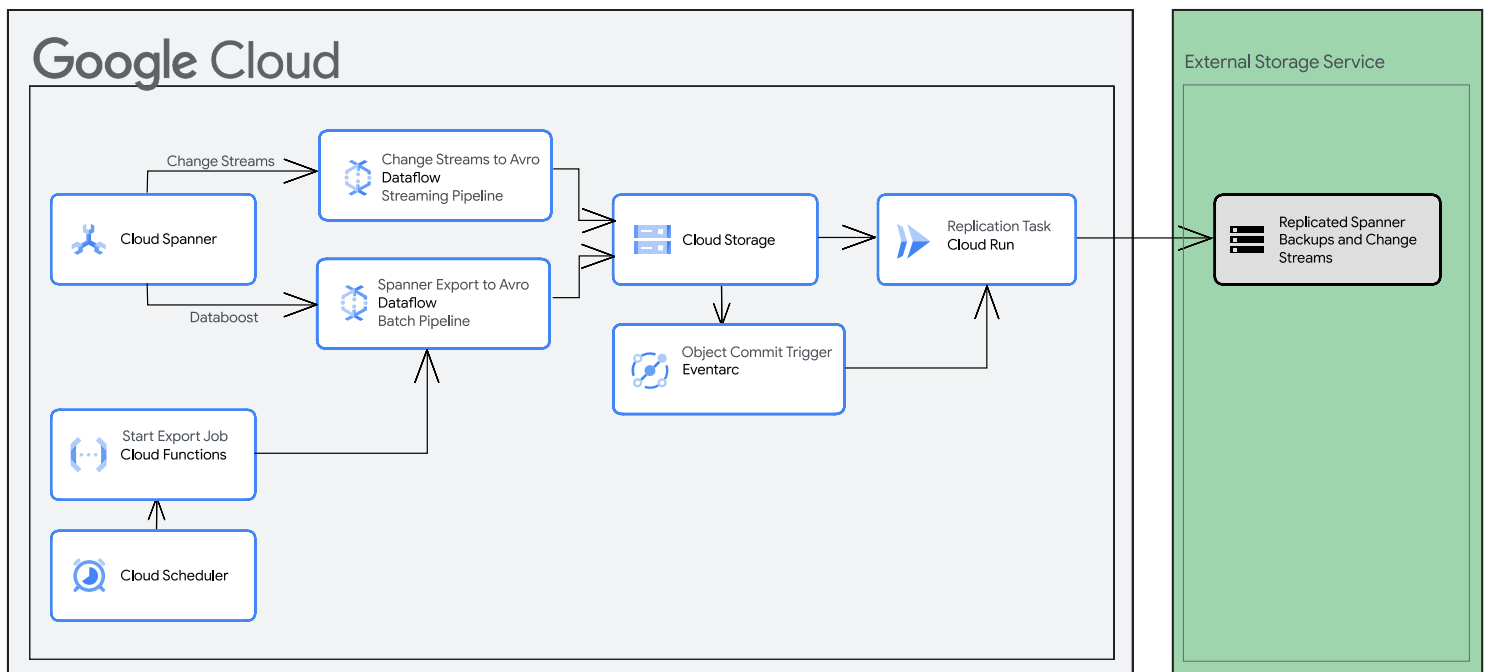 Google Cloud
External Storage Service
Change Streams
Change Streams to Avro
Dataflow
Streaming Pipeline
Cloud Spanner
Databoost
Spanner Export to Avro
Dataflow
Batch Pipeline
Cloud Storage
Replication Task
Cloud Run
Replicated Spanner
Backups and Change
Streams
Object Commit Trigger
Eventarc
Start Export Job
Cloud Functions
Cloud Scheduler